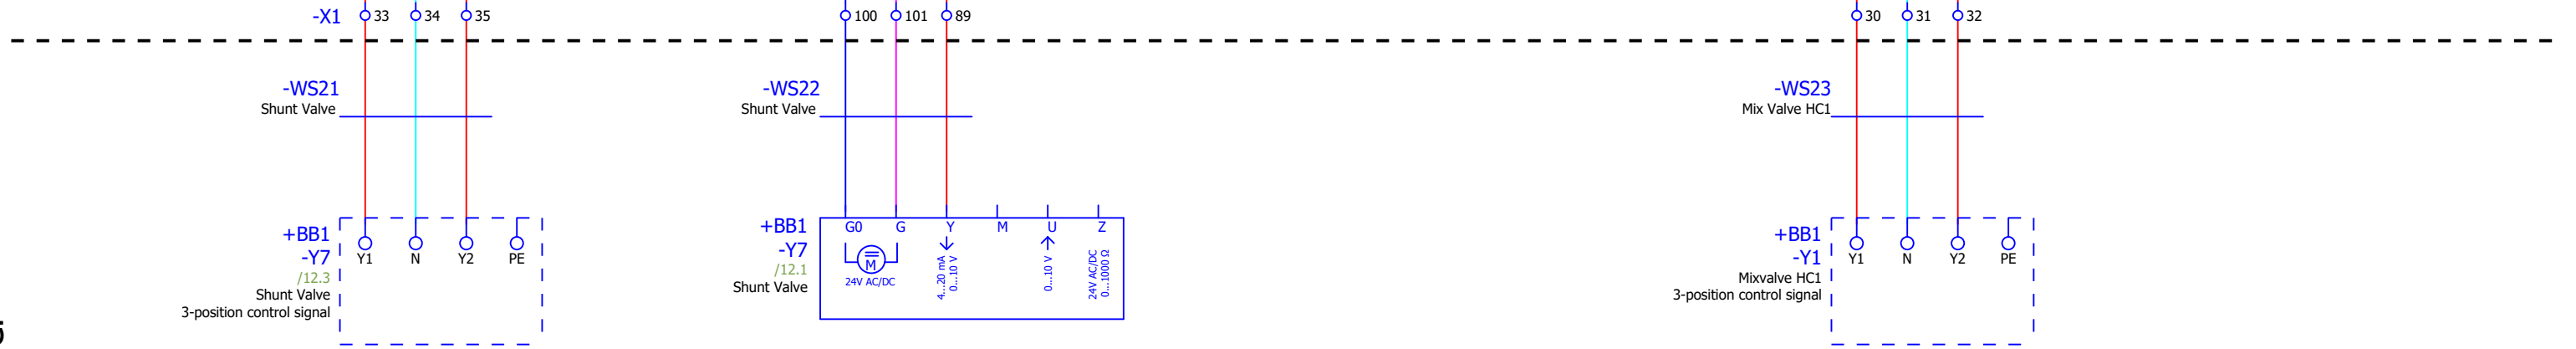 -X1 33 34 35 100 101 89 30 31 32
-WS21
Shunt Valve
-WS22
Shunt Valve
-WS23
Mix Valve HC1
+BB1
-Y7
/12.3
Shunt Valve
3-position control signal
Y1 N Y2 PE
+BB1
-Y7
/12.1
Shunt Valve
G0 G Y M U Z
M
24V AC/DC
4...20 mA
0...10 V
0...10 V
24V AC/DC
0...1000 Ω
+BB1
-Y1
Mixvalve HC1
3-position control signal
Y1 N Y2 PE